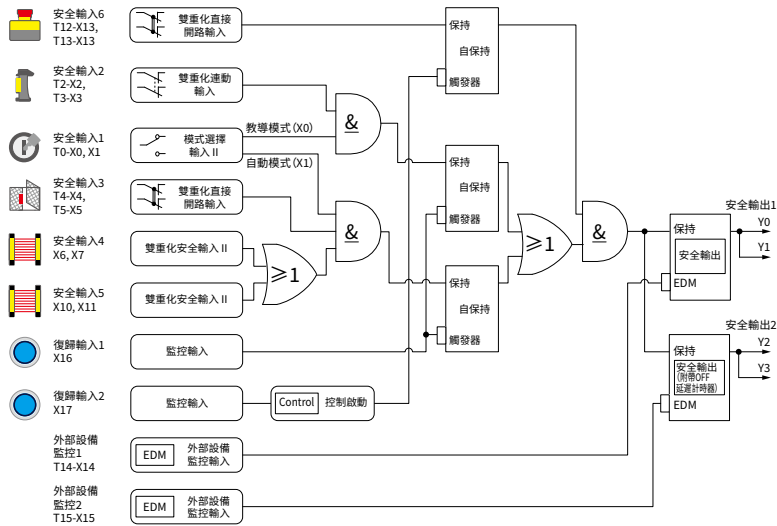 安全輸入6
T12-X13,
T13-X13
雙重化直接
開路輸入
安全輸入2
T2-X2,
T3-X3
雙重化連動
輸入
安全輸入1
T0-X0, X1
模式選擇
輸入 II
教導模式(X0)
自動模式(X1)
安全輸入3
T4-X4,
T5-X5
雙重化直接
開路輸入
安全輸入4
X6, X7
雙重化安全輸入 II
安全輸入5
X10, X11
雙重化安全輸入 II
復歸輸入1
X16
監控輸入
復歸輸入2
X17
監控輸入
Control 控制啟動
外部設備
監控1
T14-X14
EDM
外部設備
監控輸入
外部設備
監控2
T15-X15
EDM
外部設備
監控輸入
&
&
≥1
保持
自保持
觸發器
保持
自保持
觸發器
保持
自保持
觸發器
≥1
&
安全輸出1
保持
安全輸出
EDM
Y0
Y1
安全輸出2
保持
安全輸出
(附帶OFF
延遲計時器)
EDM
Y2
Y3